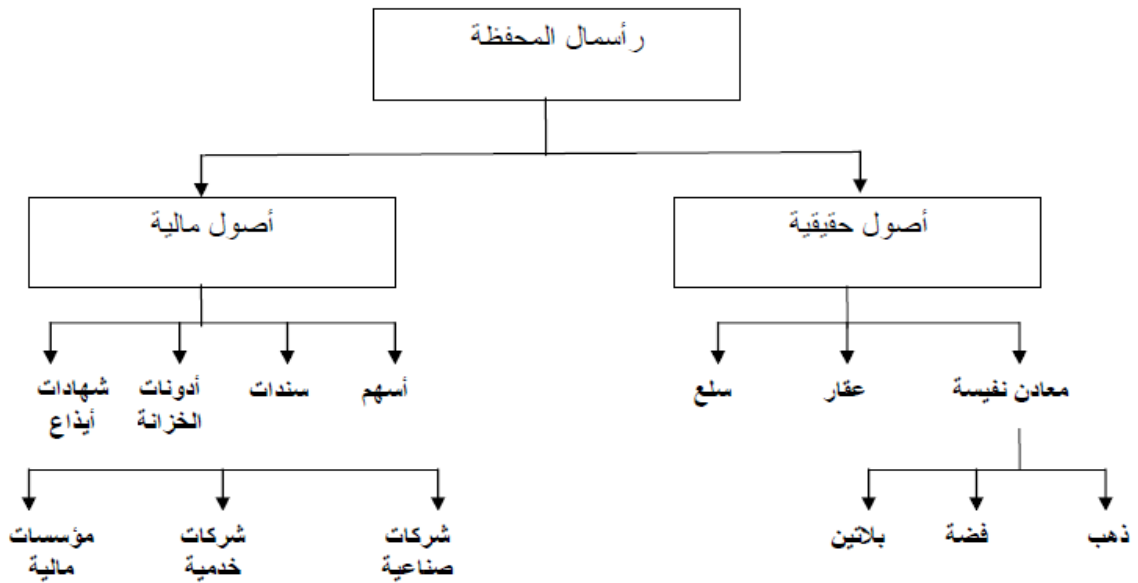 رأسمال المحفظة
أصول حقيقية
أصول مالية
معادن نفيسة
عقار
سلع
أسهم
سندات
أدونات
الخزانة
شهادات
أيذاع
ذهب
فضة
بلاتين
شركات
صناعية
شركات
خدمية
مؤسسات
مالية